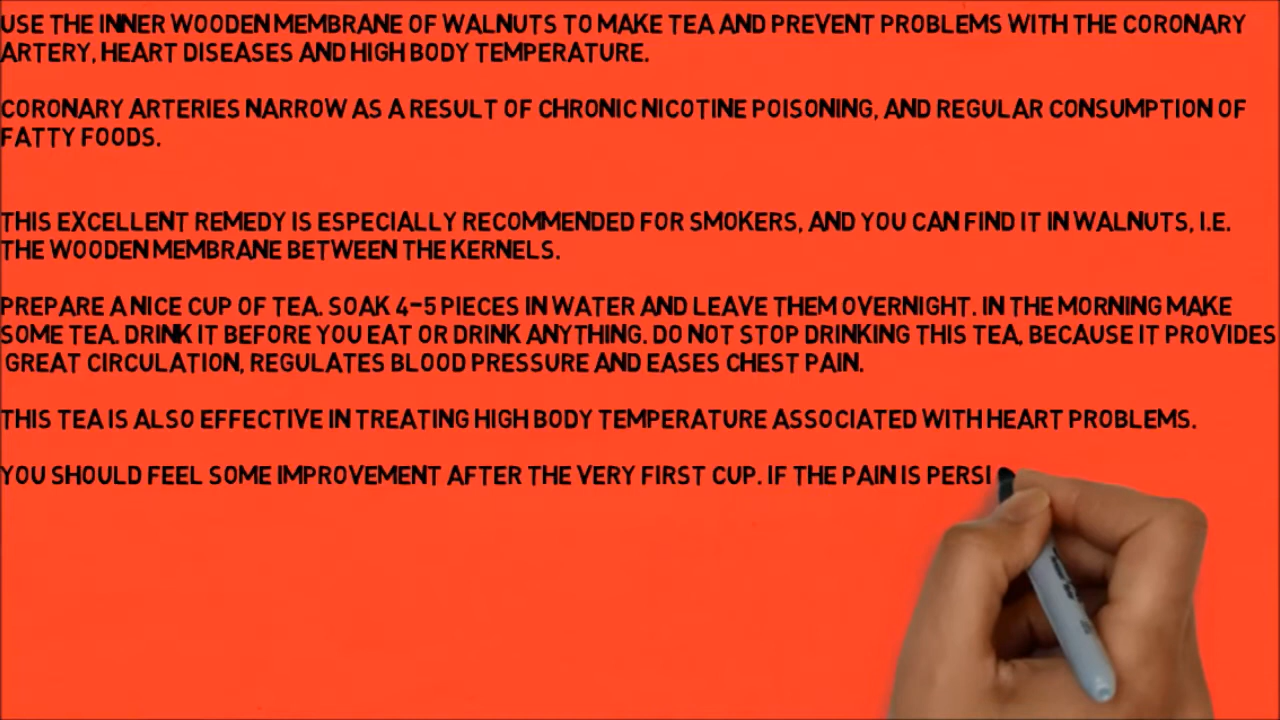 USE THE INNER WOODEN MEMBRANE OF WALNUTS TO MAKE TEA AND PREVENT PROBLEMS WITH THE CORONARY
ARTERY, HEART DISEASES AND HIGH BODY TEMPERATURE.
CORONARY ARTERIES NARROW AS A RESULT OF CHRONIC NICOTINE POISONING, AND REGULAR CONSUMPTION OF
FATTY FOODS.
THIS EXCELLENT REMEDY IS ESPECIALLY RECOMMENDED FOR SMOKERS, AND YOU CAN FIND IT IN WALNUTS, I.E.
THE WOODEN MEMBRANE BETWEEN THE KERNELS.
PREPARE A NICE CUP OF TEA. SOAK 4-5 PIECES IN WATER AND LEAVE THEM OVERNIGHT. IN THE MORNING MAKE
SOME TEA. DRINK IT BEFORE YOU EAT OR DRINK ANYTHING. DO NOT STOP DRINKING THIS TEA, BECAUSE IT PROVIDES
GREAT CIRCULATION, REGULATES BLOOD PRESSURE AND EASES CHEST PAIN.
THIS TEA IS ALSO EFFECTIVE IN TREATING HIGH BODY TEMPERATURE ASSOCIATED WITH HEART PROBLEMS.
YOU SHOULD FEEL SOME IMPROVEMENT AFTER THE VERY FIRST CUP. IF THE PAIN IS PERSI